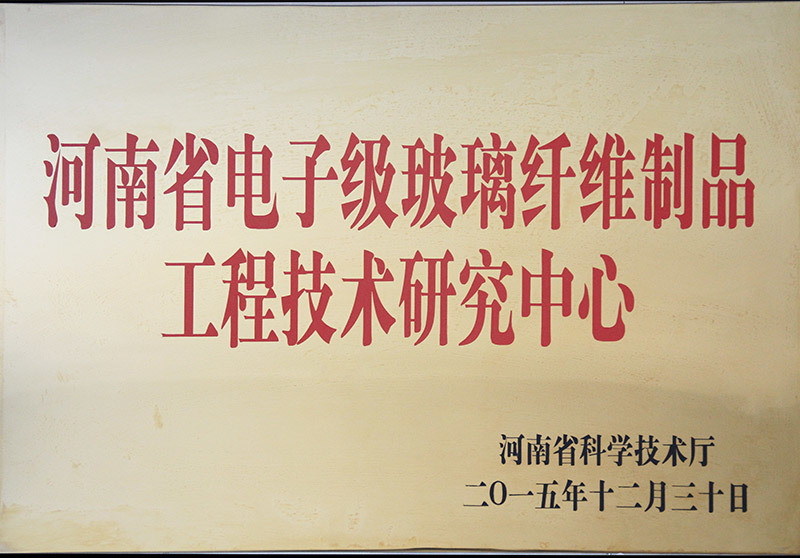 河南省电子级玻璃纤维制品
工程技术研究中心
河南省科学技术厅
二〇一五年十二月三十日